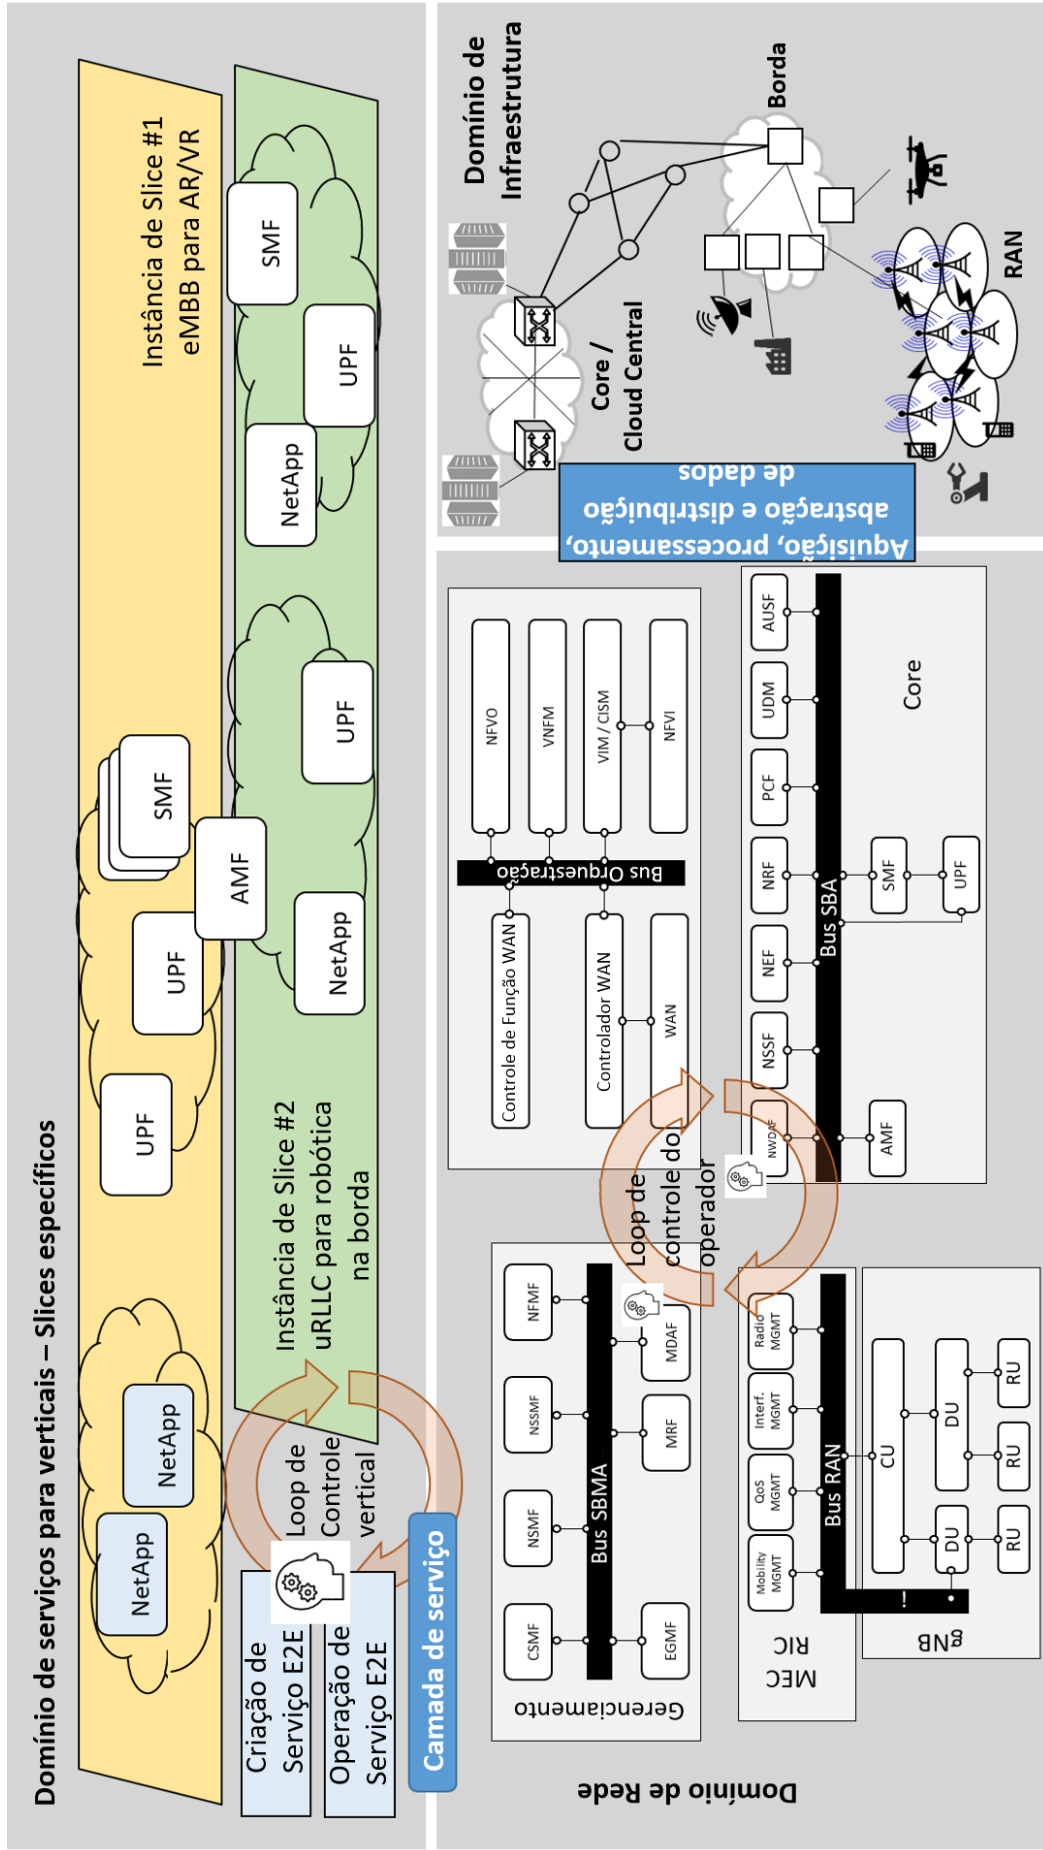 Domínio de serviços para verticais – Slices específicos
NetApp
NetApp
UPF
UPF
SMF
AMF
Instância de Slice #1
eMBB para AR/VR
Criação de
Serviço E2E
Operação de
Serviço E2E
Loop de
Controle
vertical
Instância de Slice #2
uRLLC para robótica
na borda
NetApp
UPF
NetApp
UPF
SMF
Camada de serviço
Domínio de Rede
Gerenciamento
CSMF
NSMF
NSSMF
NFMF
Bus SBMA
EGMF
MRF
MDAF
Loop de
controle do
operador
Controle de Função WAN
Controlador WAN
WAN
Bus Orquestração
NFVO
VNFM
VIM / CISM
NFVI
MEC
RIC
Mobility
MGMT
QoS
MGMT
Interf.
MGMT
Radio
MGMT
Bus RAN
I
gNB
CU
DU
DU
RU
RU
RU
NWDAF
NSSF
NEF
NRF
PCF
UDM
AUSF
Bus SBA
AMF
SMF
UPF
Core
Aquisição, processamento,
abstração e distribuição
de dados
Domínio de
Infraestrutura
Core /
Cloud Central
Borda
RAN